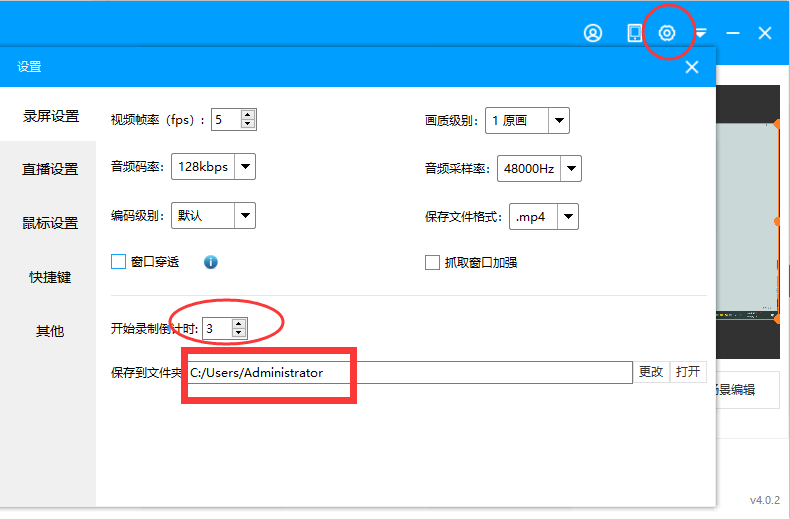 设置
录屏设置
直播设置
鼠标设置
快捷键
其他
视频帧率（fps）: 5
画质级别: 1 原画
音频码率: 128kbps
音频采样率: 48000Hz
编码级别: 默认
保存文件格式: .mp4
窗口穿透
抓取窗口加强
开始录制倒计时: 3
保存到文件夹 C:/Users/Administrator 更改 打开
景编辑
v4.0.2